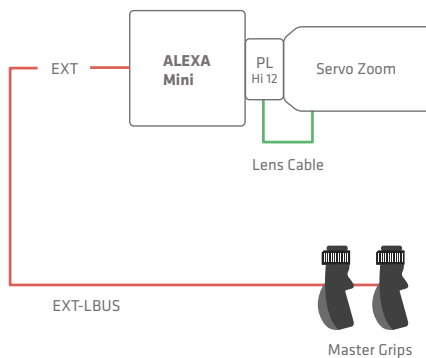 EXT
ALEXA
Mini
PL
Hi 12
Servo Zoom
Lens Cable
EXT-LBUS
Master Grips